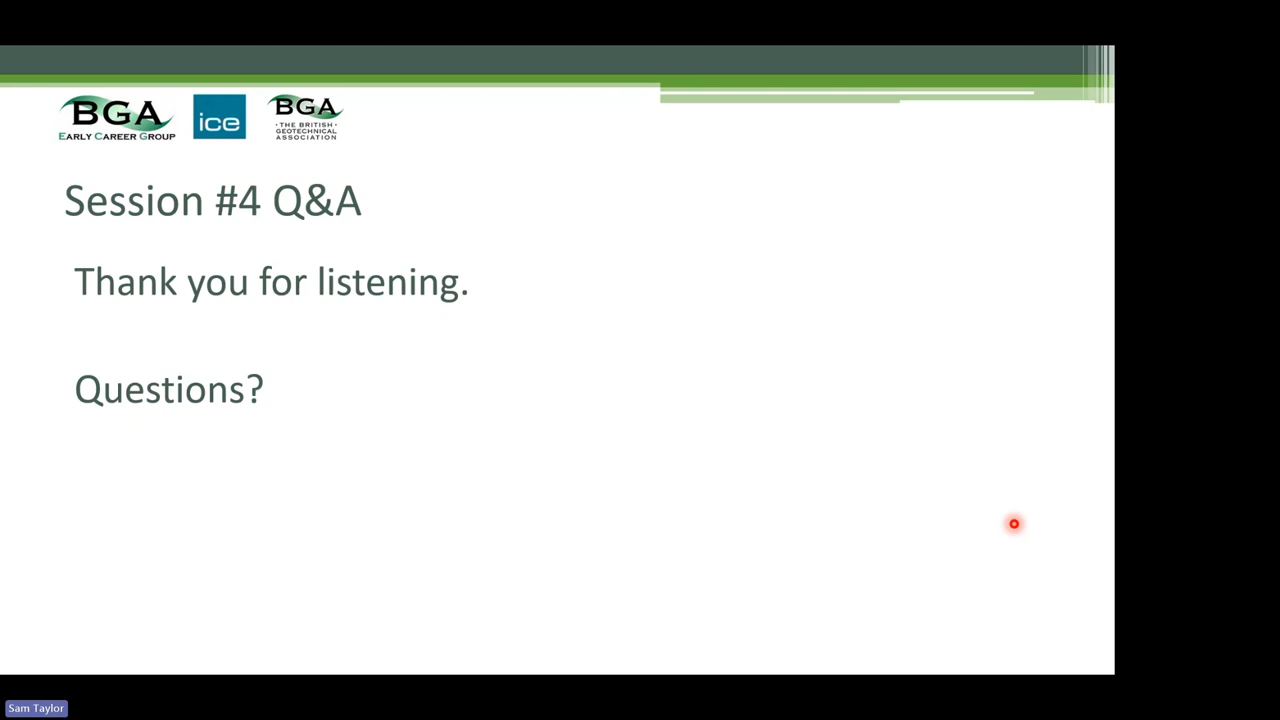 BGA
EARLY CAREER GROUP
ice
BGA
·THE BRITISH·
GEOTECHNICAL
ASSOCIATION
Session #4 Q&A
Thank you for listening.
Questions?
Sam Taylor